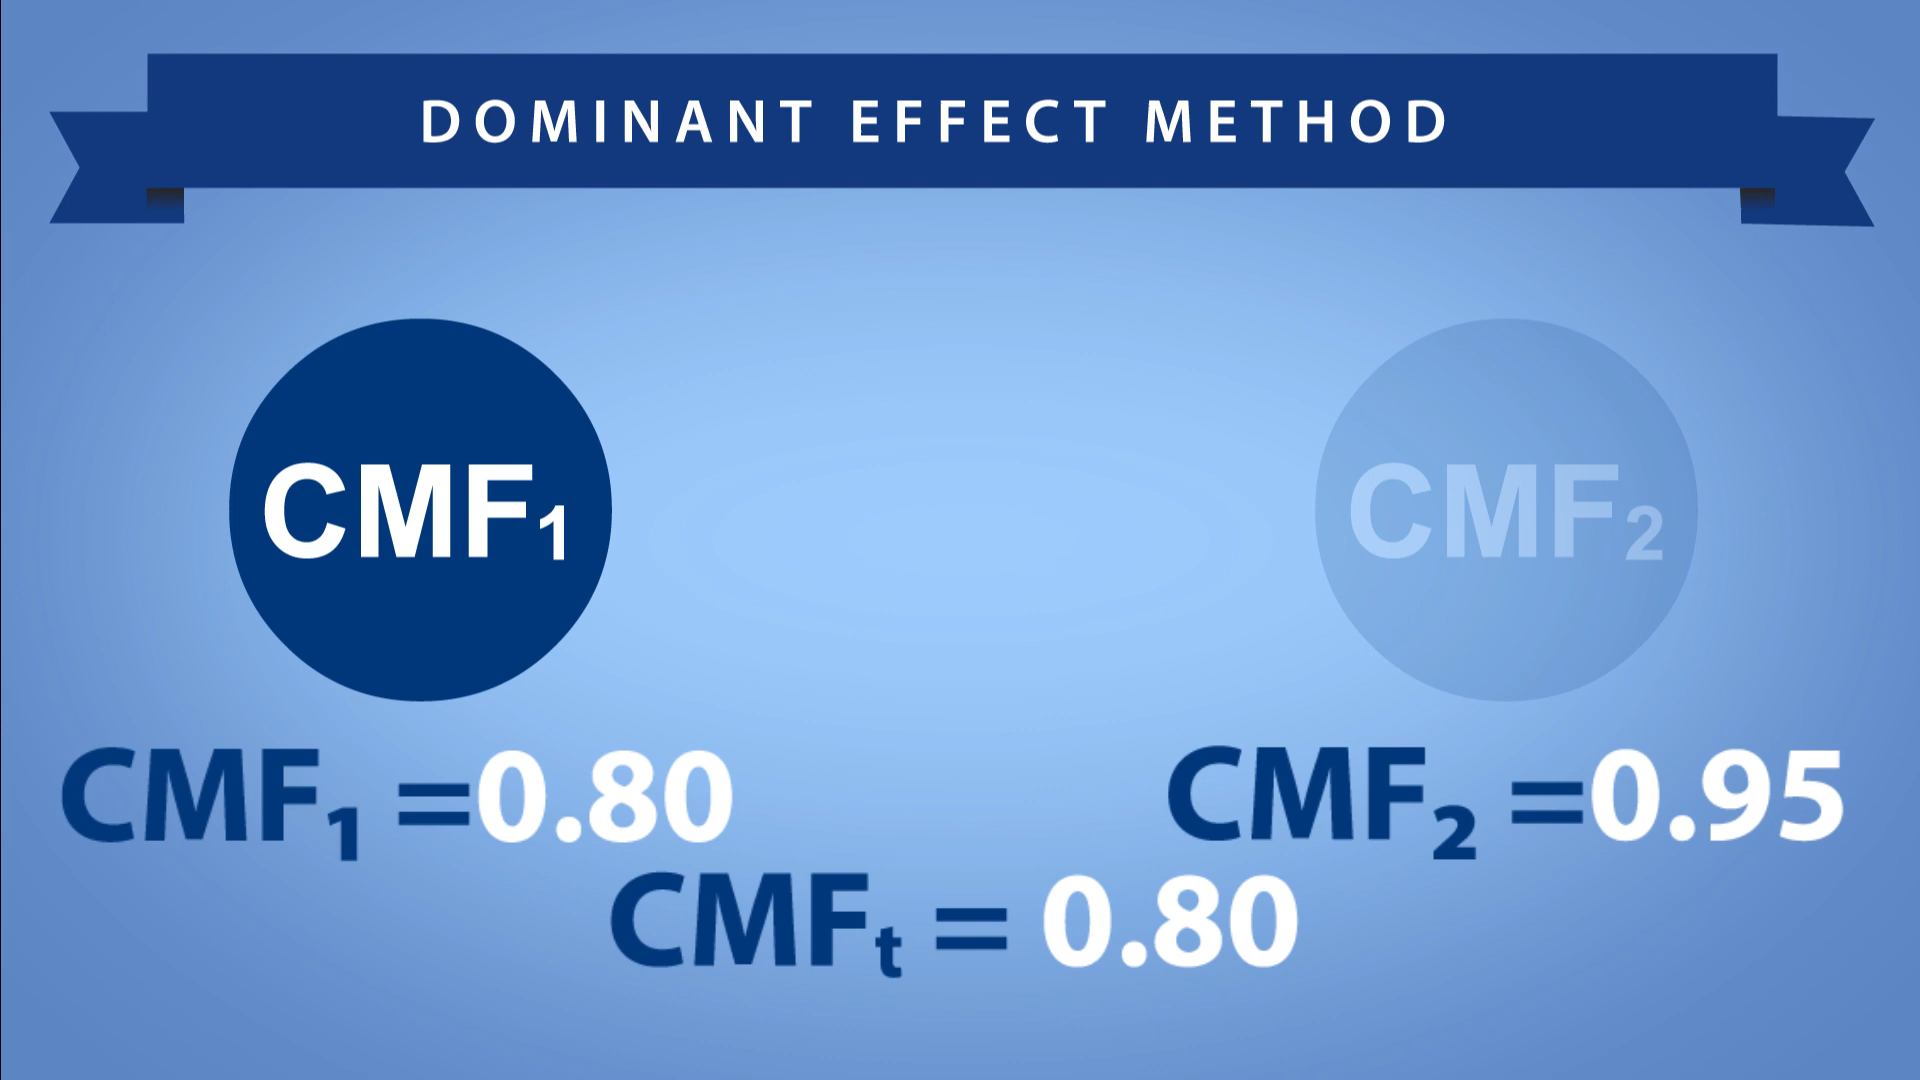 DOMINANT EFFECT METHOD
CMF₁
CMF₂
CMF₁ =0.80
CMF₂ =0.95
CMFₜ = 0.80